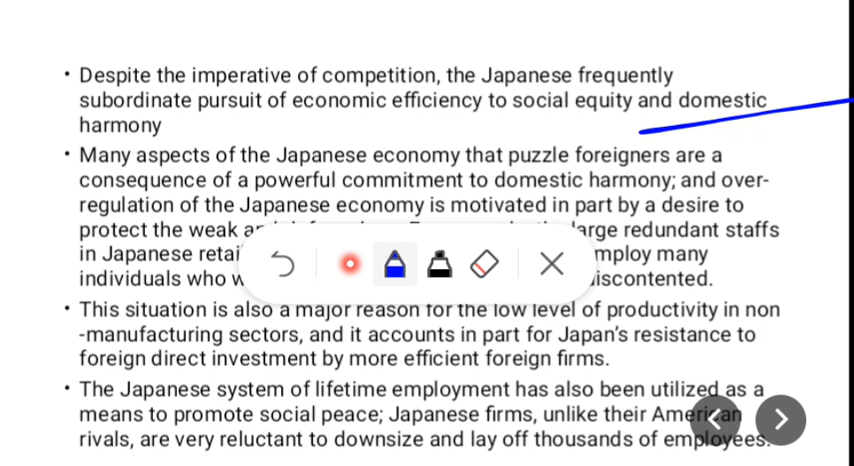 • Despite the imperative of competition, the Japanese frequently
subordinate pursuit of economic efficiency to social equity and domestic
harmony
• Many aspects of the Japanese economy that puzzle foreigners are a
consequence of a powerful commitment to domestic harmony; and over-
regulation of the Japanese economy is motivated in part by a desire to
protect the weak large redundant staffs
in Japanese employ many
individuals who discontented.
• This situation is also a major reason for the low level of productivity in non
-manufacturing sectors, and it accounts in part for Japan's resistance to
foreign direct investment by more efficient foreign firms.
• The Japanese system of lifetime employment has also been utilized as a
means to promote social peace; Japanese firms, unlike their American
rivals, are very reluctant to downsize and lay off thousands of employees.